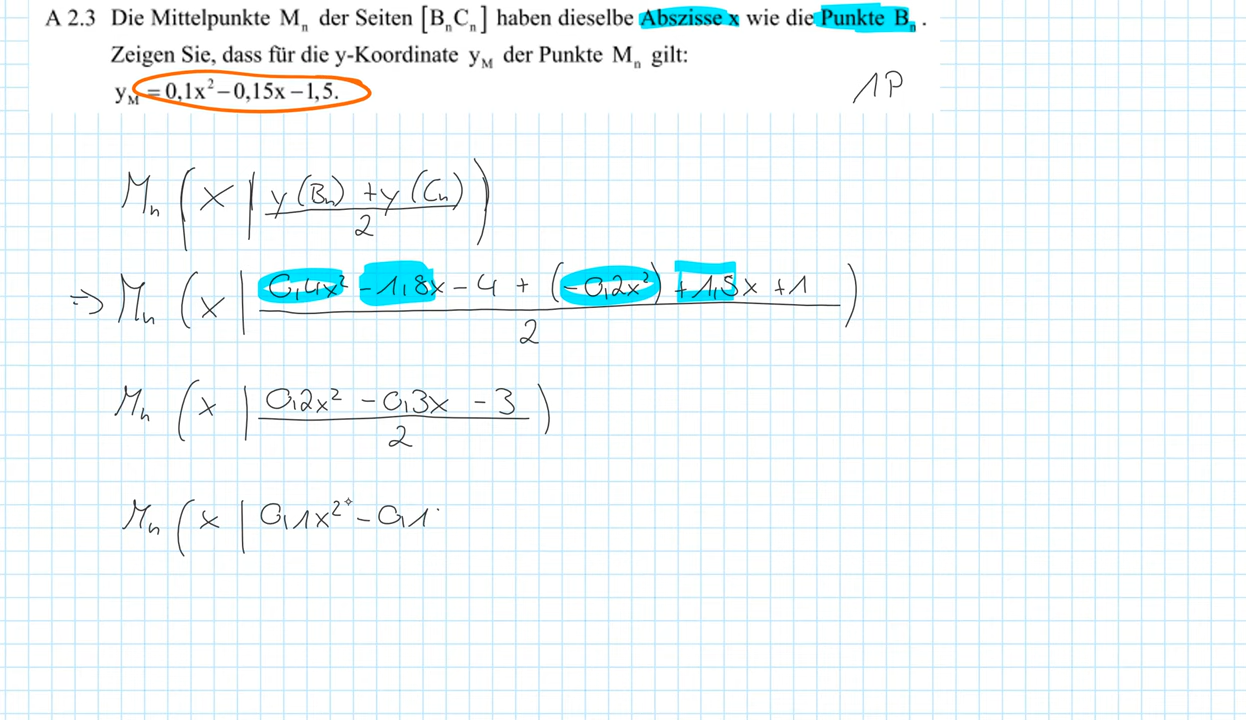 A 2.3 Die Mittelpunkte Mₙ der Seiten [BₙCₙ] haben dieselbe Abszisse x wie die Punkte Bₙ.
Zeigen Sie, dass für die y-Koordinate y_M der Punkte Mₙ gilt:
y_M = 0,1x² – 0,15x – 1,5.
1P
Mₙ (x | y(Bₙ) + y(Cₙ) / 2)
=> Mₙ (x | 0,4x² - 1,8x - 4 + (-0,2x²) + 1,5x + 1 / 2)
Mₙ (x | 0,2x² - 0,3x - 3 / 2)
Mₙ (x | 0,1x² - 0,1